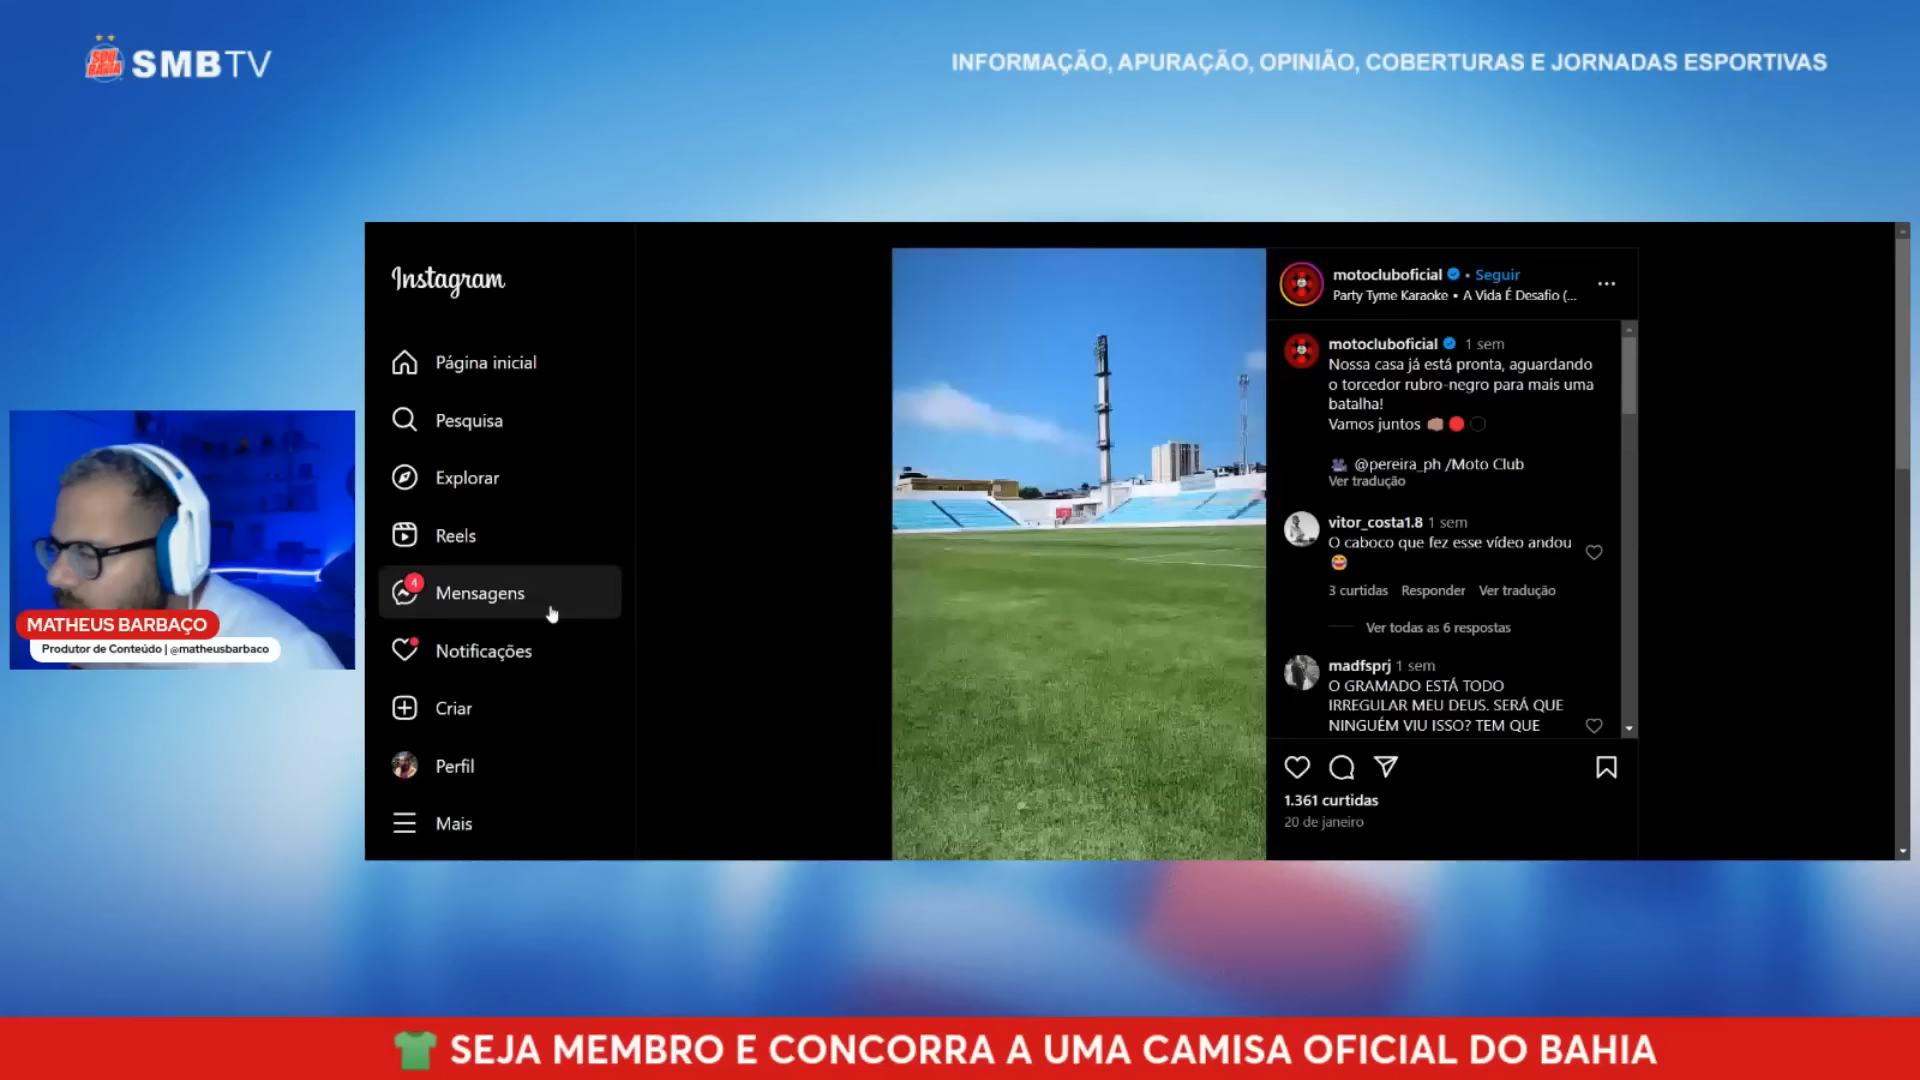 SOU
BAHIA
SMBTV
INFORMAÇÃO, APURAÇÃO, OPINIÃO, COBERTURAS E JORNADAS ESPORTIVAS
Instagram
Página inicial
Pesquisa
Explorar
Reels
4
Mensagens
Notificações
Criar
Perfil
Mais
motocluboficial • Seguir
Party Tyme Karaoke • A Vida É Desafio (...
motocluboficial 1 sem
Nossa casa já está pronta, aguardando
o torcedor rubro-negro para mais uma
batalha!
Vamos juntos 👊🏽🔴⚫
🎥 @pereira_ph /Moto Club
Ver tradução
vitor_costa1.8 1 sem
O caboco que fez esse vídeo andou
😂
3 curtidas Responder Ver tradução
Ver todas as 6 respostas
madfsprj 1 sem
O GRAMADO ESTÁ TODO
IRREGULAR MEU DEUS. SERÁ QUE
NINGUÉM VIU ISSO? TEM QUE
1.361 curtidas
20 de janeiro
MATHEUS BARBAÇO
Produtor de Conteúdo | @matheusbarbaco
👕 SEJA MEMBRO E CONCORRA A UMA CAMISA OFICIAL DO BAHIA